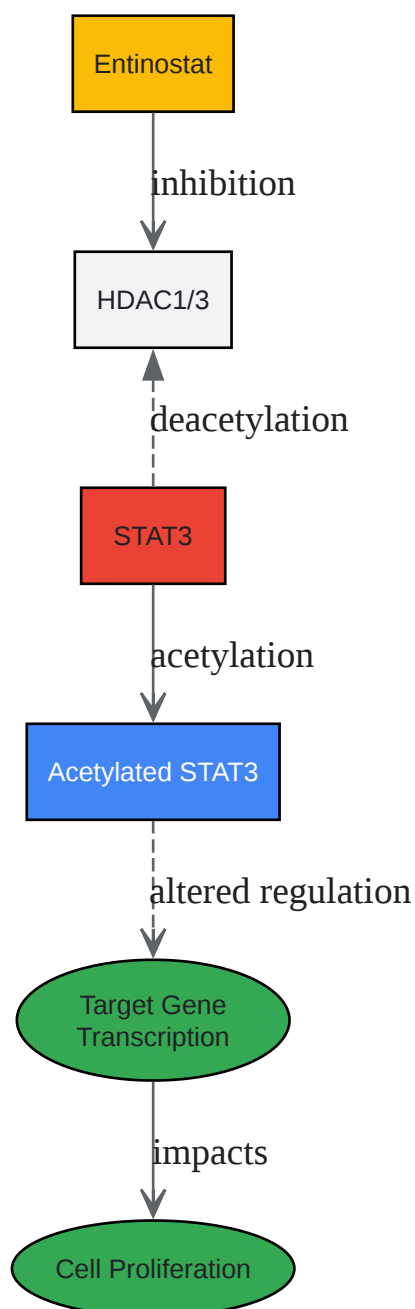 Entinostat
inhibition
HDAC1/3
deacetylation
STAT3
acetylation
Acetylated STAT3
altered regulation
Target Gene
Transcription
impacts
Cell Proliferation